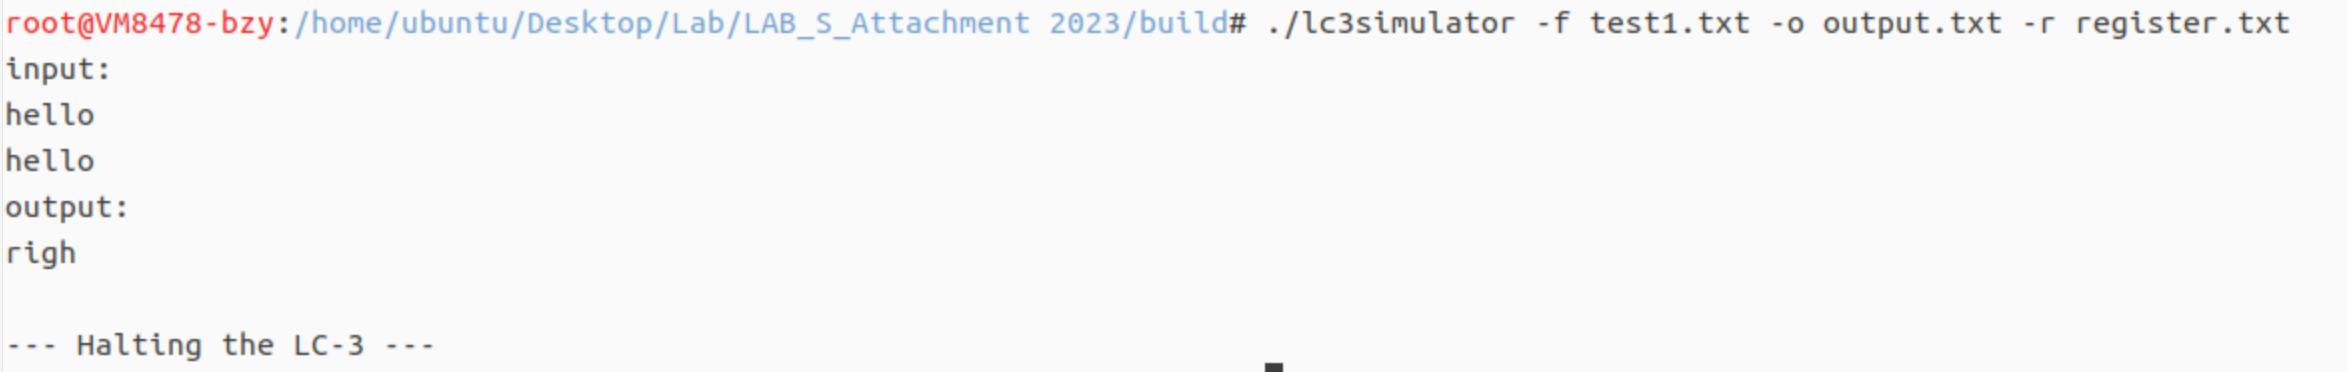 root@VM8478-bzy:/home/ubuntu/Desktop/Lab/LAB_S_Attachment 2023/build# ./lc3simulator -f test1.txt -o output.txt -r register.txt
input:
hello
hello
output:
righ
--- Halting the LC-3 ---